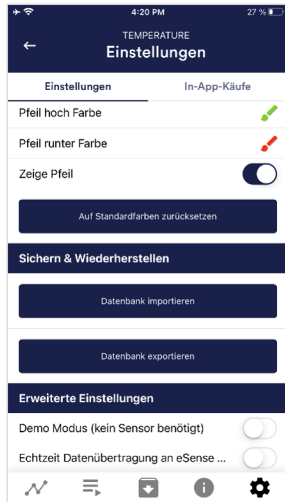 4:20 PM
27 %
TEMPERATURE
Einstellungen
Einstellungen
In-App-Käufe
Pfeil hoch Farbe
Pfeil runter Farbe
Zeige Pfeil
Auf Standardfarben zurücksetzen
Sichern & Wiederherstellen
Datenbank importieren
Datenbank exportieren
Erweiterte Einstellungen
Demo Modus (kein Sensor benötigt)
Echtzeit Datenübertragung an eSense ...